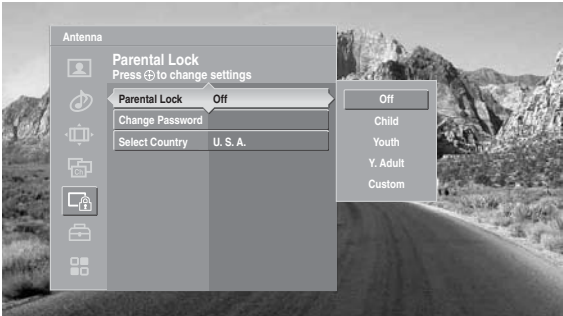 Antenna
Parental Lock
Press to change settings
Parental Lock Off
Change Password
Select Country U. S. A.
Off
Child
Youth
Y. Adult
Custom
Ch